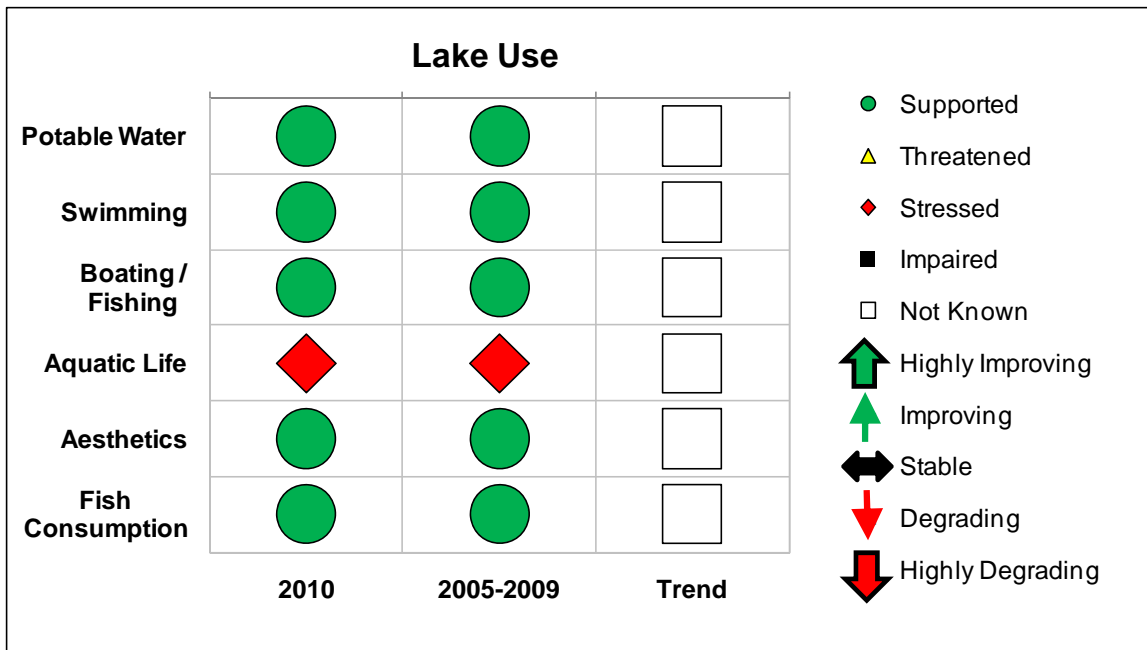 Lake Use
Potable Water
Swimming
Boating /
Fishing
Aquatic Life
Aesthetics
Fish
Consumption
2010
2005-2009
Trend
Supported
Threatened
Stressed
Impaired
Not Known
Highly Improving
Improving
Stable
Degrading
Highly Degrading